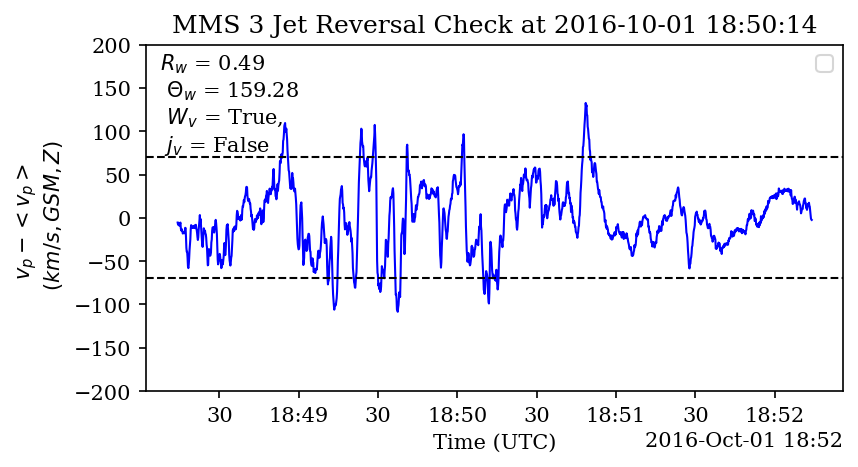 MMS 3 Jet Reversal Check at 2016-10-01 18:50:14
R_w = 0.49
Θ_w = 159.28
W_v = True,
j_v = False
v_p − < v_p >
(km/s, GSM, Z)
200
150
100
50
0
−50
−100
−150
−200
30 18:49 30 18:50 30 18:51 30 18:52
Time (UTC)
2016-Oct-01 18:52